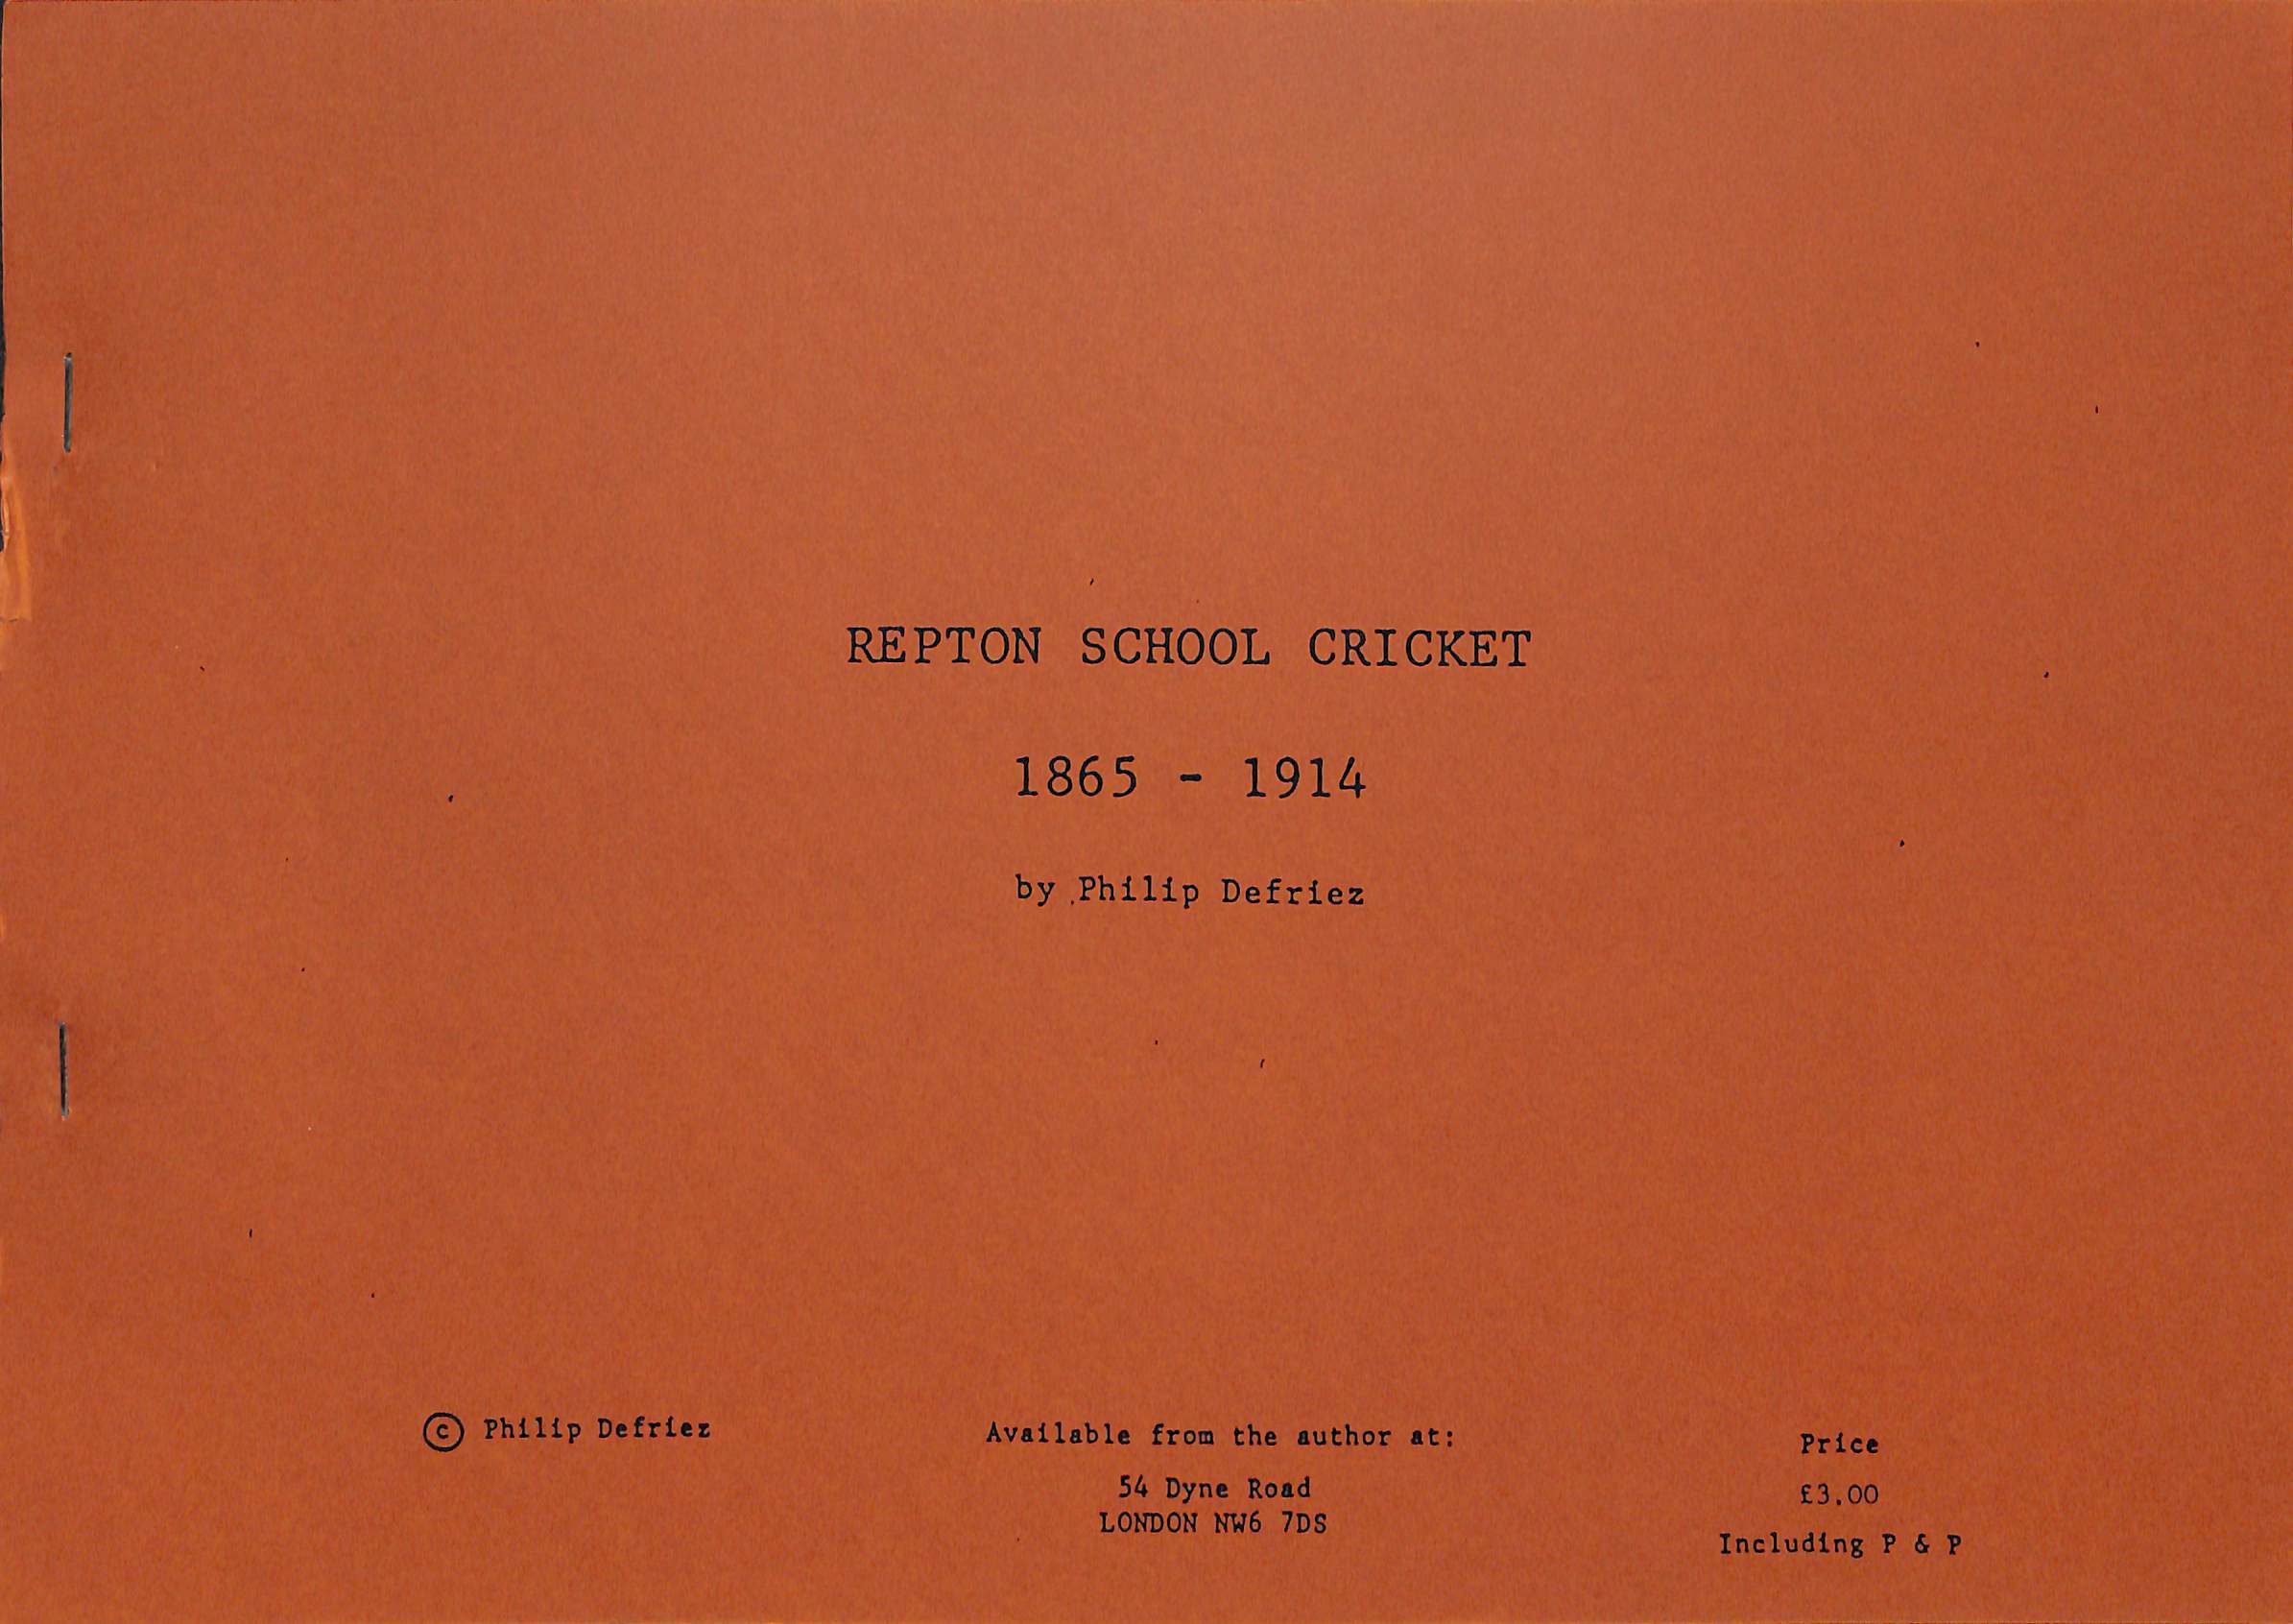 REPTON SCHOOL CRICKET
1865 - 1914
by Philip Defriez
© Philip Defriez
Available from the author at:
54 Dyne Road
LONDON NW6 7DS
Price
£3.00
Including P & P